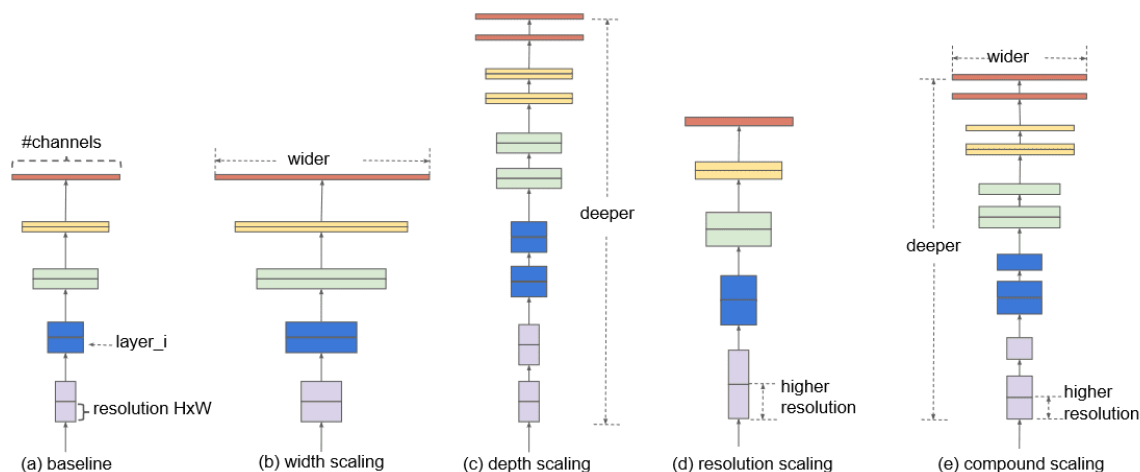 #channels
layer_i
resolution HxW
(a) baseline
wider
(b) width scaling
deeper
(c) depth scaling
higher
resolution
(d) resolution scaling
wider
deeper
higher
resolution
(e) compound scaling